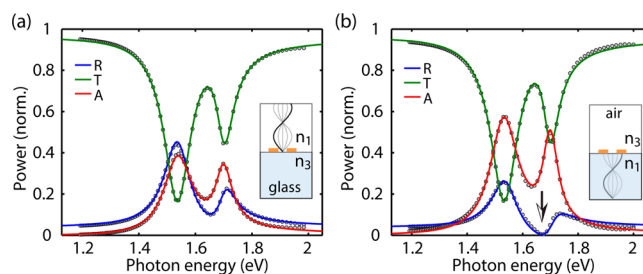 (a)
1
0.8
0.6
0.4
0.2
0
Power (norm.)
R
T
A
n1
n3
glass
1.2 1.4 1.6 1.8 2
Photon energy (eV)
(b)
1
0.8
0.6
0.4
0.2
0
Power (norm.)
R
T
A
air
n3
n1
1.2 1.4 1.6 1.8 2
Photon energy (eV)